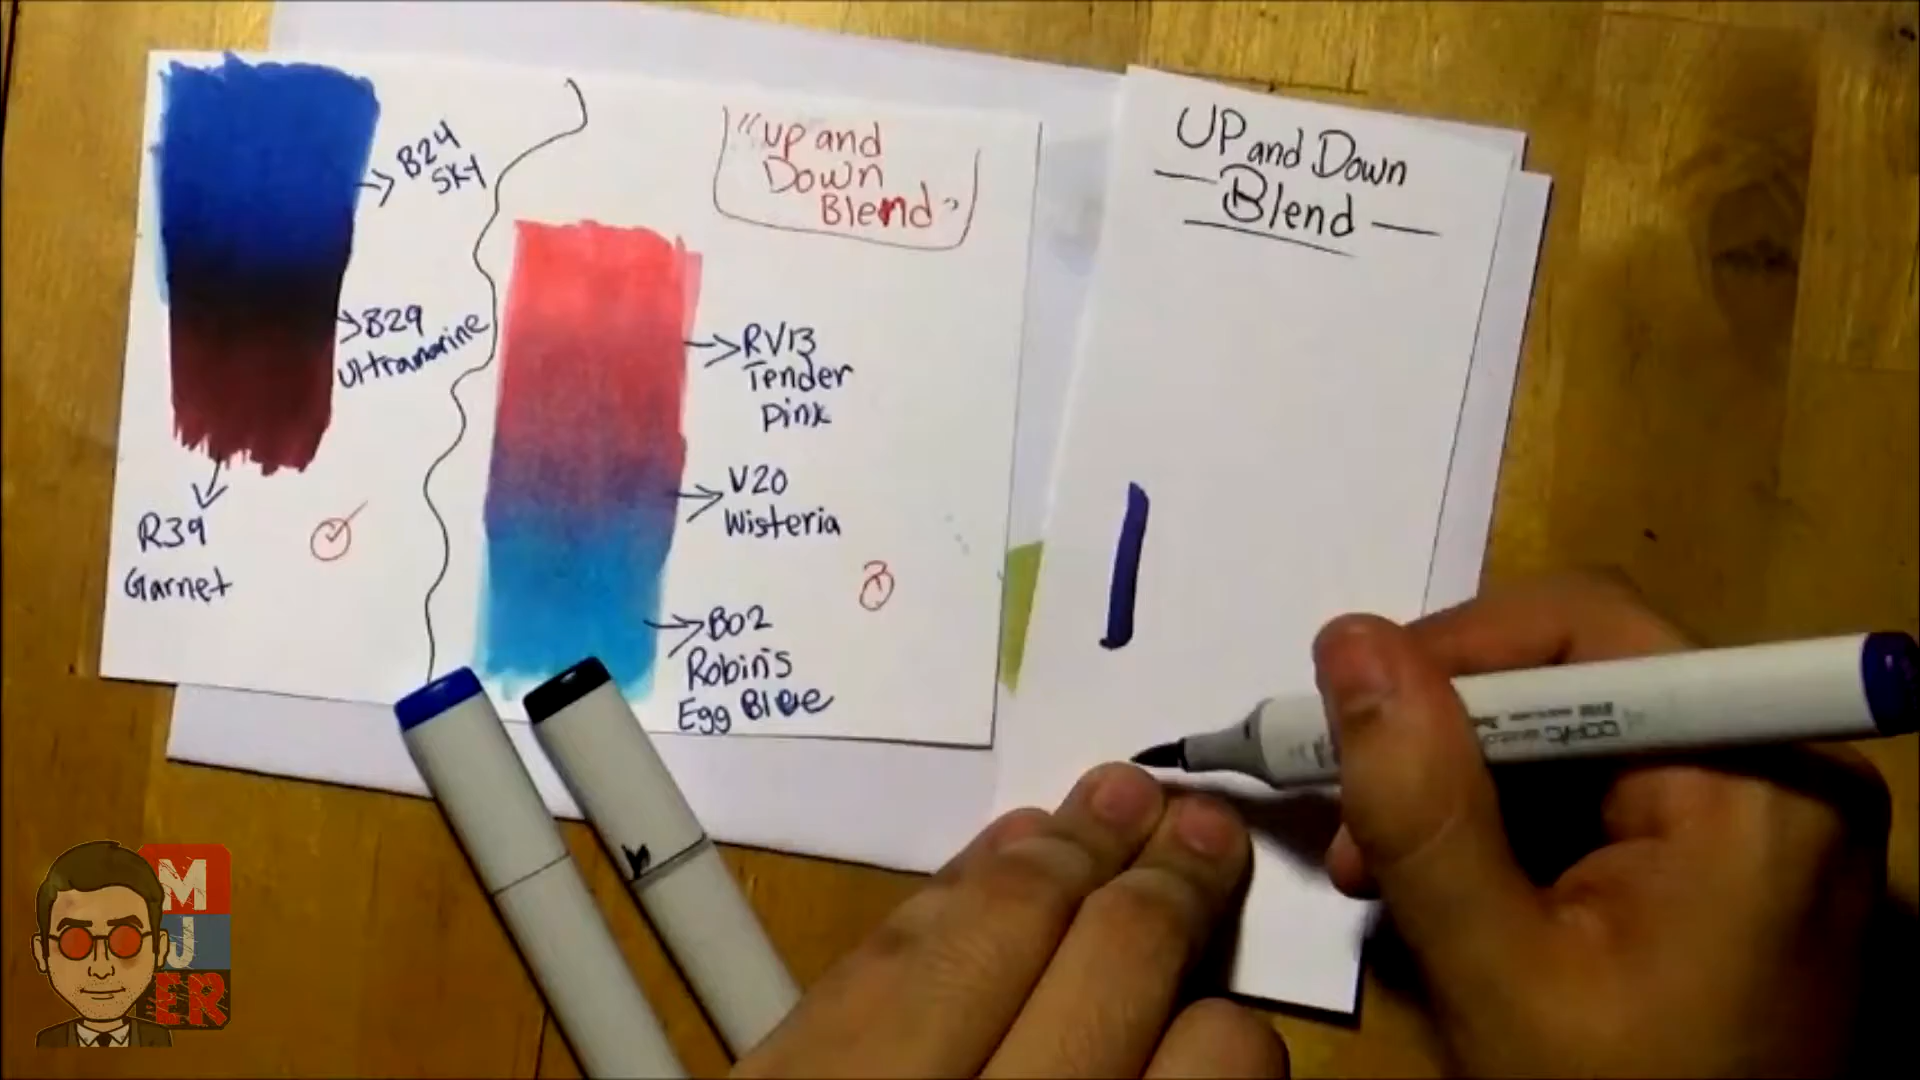 B24
SKY
B29
Ultramarine
R39
Garnet
"Up and
Down
Blend"
RV13
Tender
Pink
V20
Wisteria
B02
Robin's
Egg Blue
UP and Down
Blend
COPIC
M
J
ER